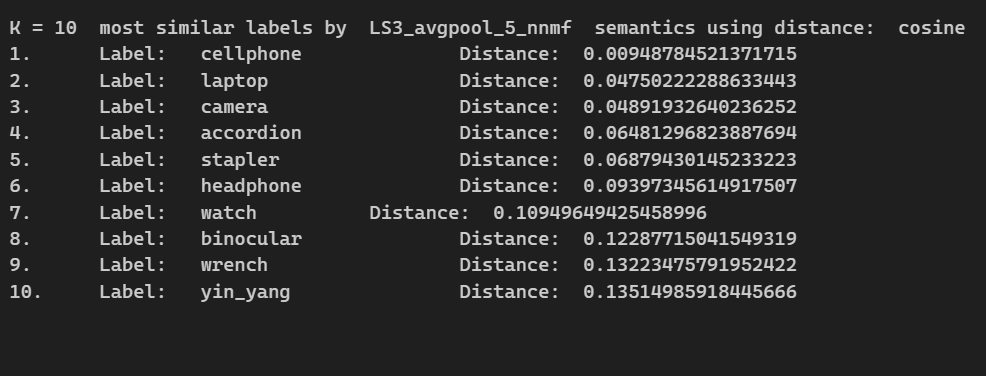 K = 10  most similar labels by  LS3_avgpool_5_nnmf  semantics using distance:  cosine
1.      Label:   cellphone              Distance:  0.00948784521371715
2.      Label:   laptop                 Distance:  0.04750222288633443
3.      Label:   camera                 Distance:  0.04891932640236252
4.      Label:   accordion              Distance:  0.06481296823887694
5.      Label:   stapler                Distance:  0.06879430145233223
6.      Label:   headphone              Distance:  0.09397345614917507
7.      Label:   watch          Distance:  0.10949649425458996
8.      Label:   binocular              Distance:  0.12287715041549319
9.      Label:   wrench                 Distance:  0.13223475791952422
10.     Label:   yin_yang               Distance:  0.13514985918445666